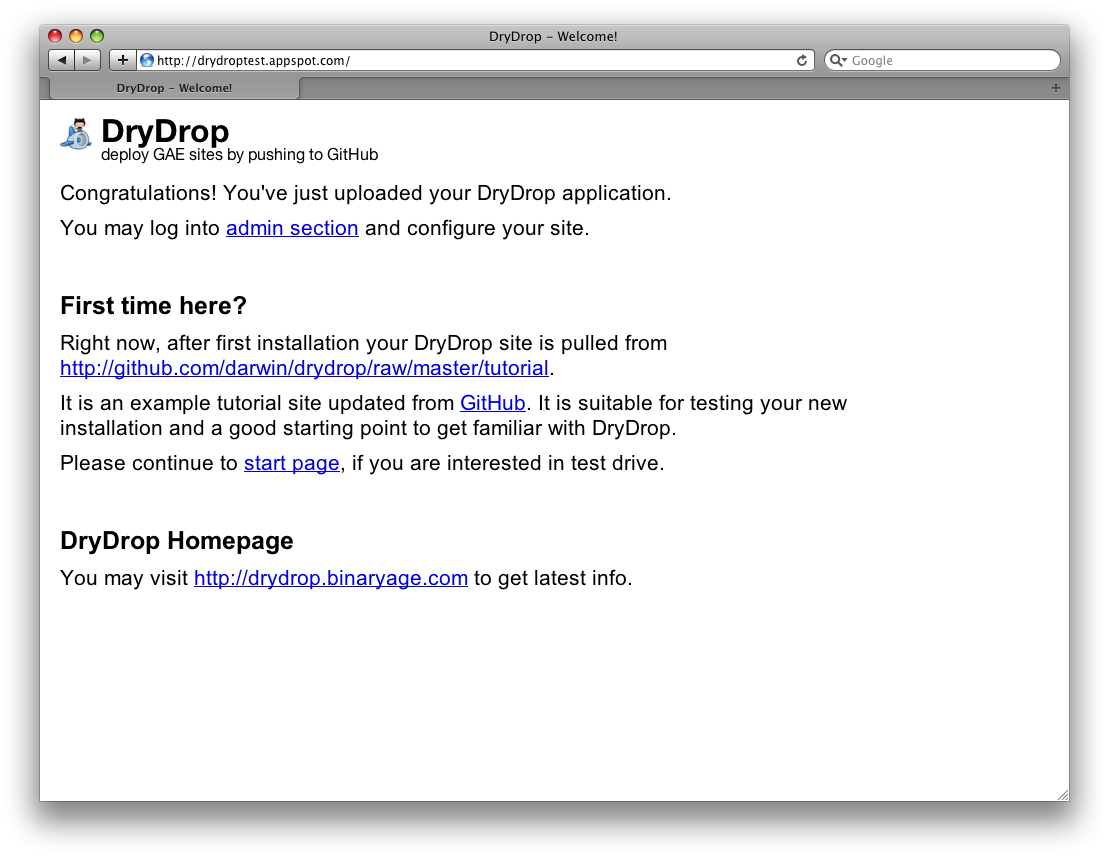 DryDrop – Welcome!
http://drydroptest.appspot.com/
Google
DryDrop – Welcome!
DryDrop
deploy GAE sites by pushing to GitHub
Congratulations! You've just uploaded your DryDrop application.
You may log into admin section and configure your site.
First time here?
Right now, after first installation your DryDrop site is pulled from
http://github.com/darwin/drydrop/raw/master/tutorial.
It is an example tutorial site updated from GitHub. It is suitable for testing your new
installation and a good starting point to get familiar with DryDrop.
Please continue to start page, if you are interested in test drive.
DryDrop Homepage
You may visit http://drydrop.binaryage.com to get latest info.